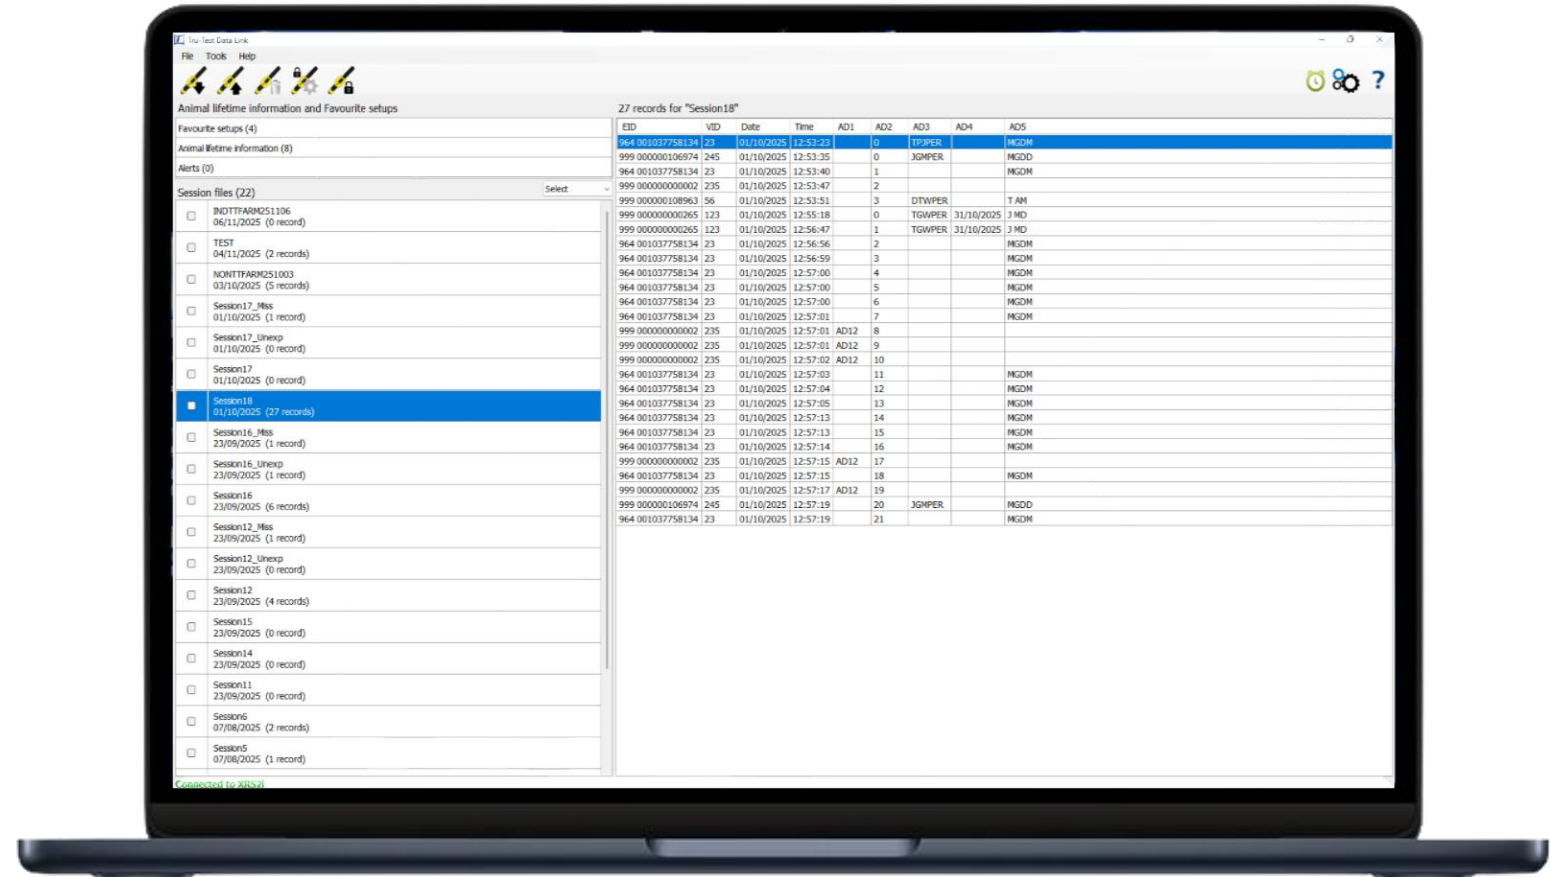 Tru-Test Data Link
File Tools Help
Animal lifetime information and Favourite setups
Favourite setups (4)
Animal lifetime information (8)
Alerts (0)
Session files (22) Select
INDTTFARM251106
06/11/2025 (0 record)
TEST
04/11/2025 (2 records)
NONTTFARM251003
03/10/2025 (5 records)
Session17_Miss
01/10/2025 (1 record)
Session17_Unexp
01/10/2025 (0 record)
Session17
01/10/2025 (0 record)
Session18
01/10/2025 (27 records)
Session16_Miss
23/09/2025 (1 record)
Session16_Unexp
23/09/2025 (1 record)
Session16
23/09/2025 (6 records)
Session12_Miss
23/09/2025 (1 record)
Session12_Unexp
23/09/2025 (0 record)
Session12
23/09/2025 (4 records)
Session15
23/09/2025 (0 record)
Session14
23/09/2025 (0 record)
Session11
23/09/2025 (0 record)
Session6
07/08/2025 (2 records)
Session5
07/08/2025 (1 record)
Connected to XRS2i
?
27 records for "Session18"
EID VID Date Time AD1 AD2 AD3 AD4 AD5
964 001037758134 23 01/10/2025 12:53:23 0 TPJPER MGDM
999 000000106974 245 01/10/2025 12:53:35 0 JGMPER MGDD
964 001037758134 23 01/10/2025 12:53:40 1 MGDM
999 000000000002 235 01/10/2025 12:53:47 2
999 000000108963 56 01/10/2025 12:53:51 3 DTWPER T AM
999 000000000265 123 01/10/2025 12:55:18 0 TGWPER 31/10/2025 J MD
999 000000000265 123 01/10/2025 12:56:47 1 TGWPER 31/10/2025 J MD
964 001037758134 23 01/10/2025 12:56:56 2 MGDM
964 001037758134 23 01/10/2025 12:56:59 3 MGDM
964 001037758134 23 01/10/2025 12:57:00 4 MGDM
964 001037758134 23 01/10/2025 12:57:00 5 MGDM
964 001037758134 23 01/10/2025 12:57:00 6 MGDM
964 001037758134 23 01/10/2025 12:57:01 7 MGDM
999 000000000002 235 01/10/2025 12:57:01 AD12 8
999 000000000002 235 01/10/2025 12:57:01 AD12 9
999 000000000002 235 01/10/2025 12:57:02 AD12 10
964 001037758134 23 01/10/2025 12:57:03 11 MGDM
964 001037758134 23 01/10/2025 12:57:04 12 MGDM
964 001037758134 23 01/10/2025 12:57:05 13 MGDM
964 001037758134 23 01/10/2025 12:57:13 14 MGDM
964 001037758134 23 01/10/2025 12:57:13 15 MGDM
964 001037758134 23 01/10/2025 12:57:14 16 MGDM
999 000000000002 235 01/10/2025 12:57:15 AD12 17
964 001037758134 23 01/10/2025 12:57:15 18 MGDM
999 000000000002 235 01/10/2025 12:57:17 AD12 19
999 000000106974 245 01/10/2025 12:57:19 20 JGMPER MGDD
964 001037758134 23 01/10/2025 12:57:19 21 MGDM